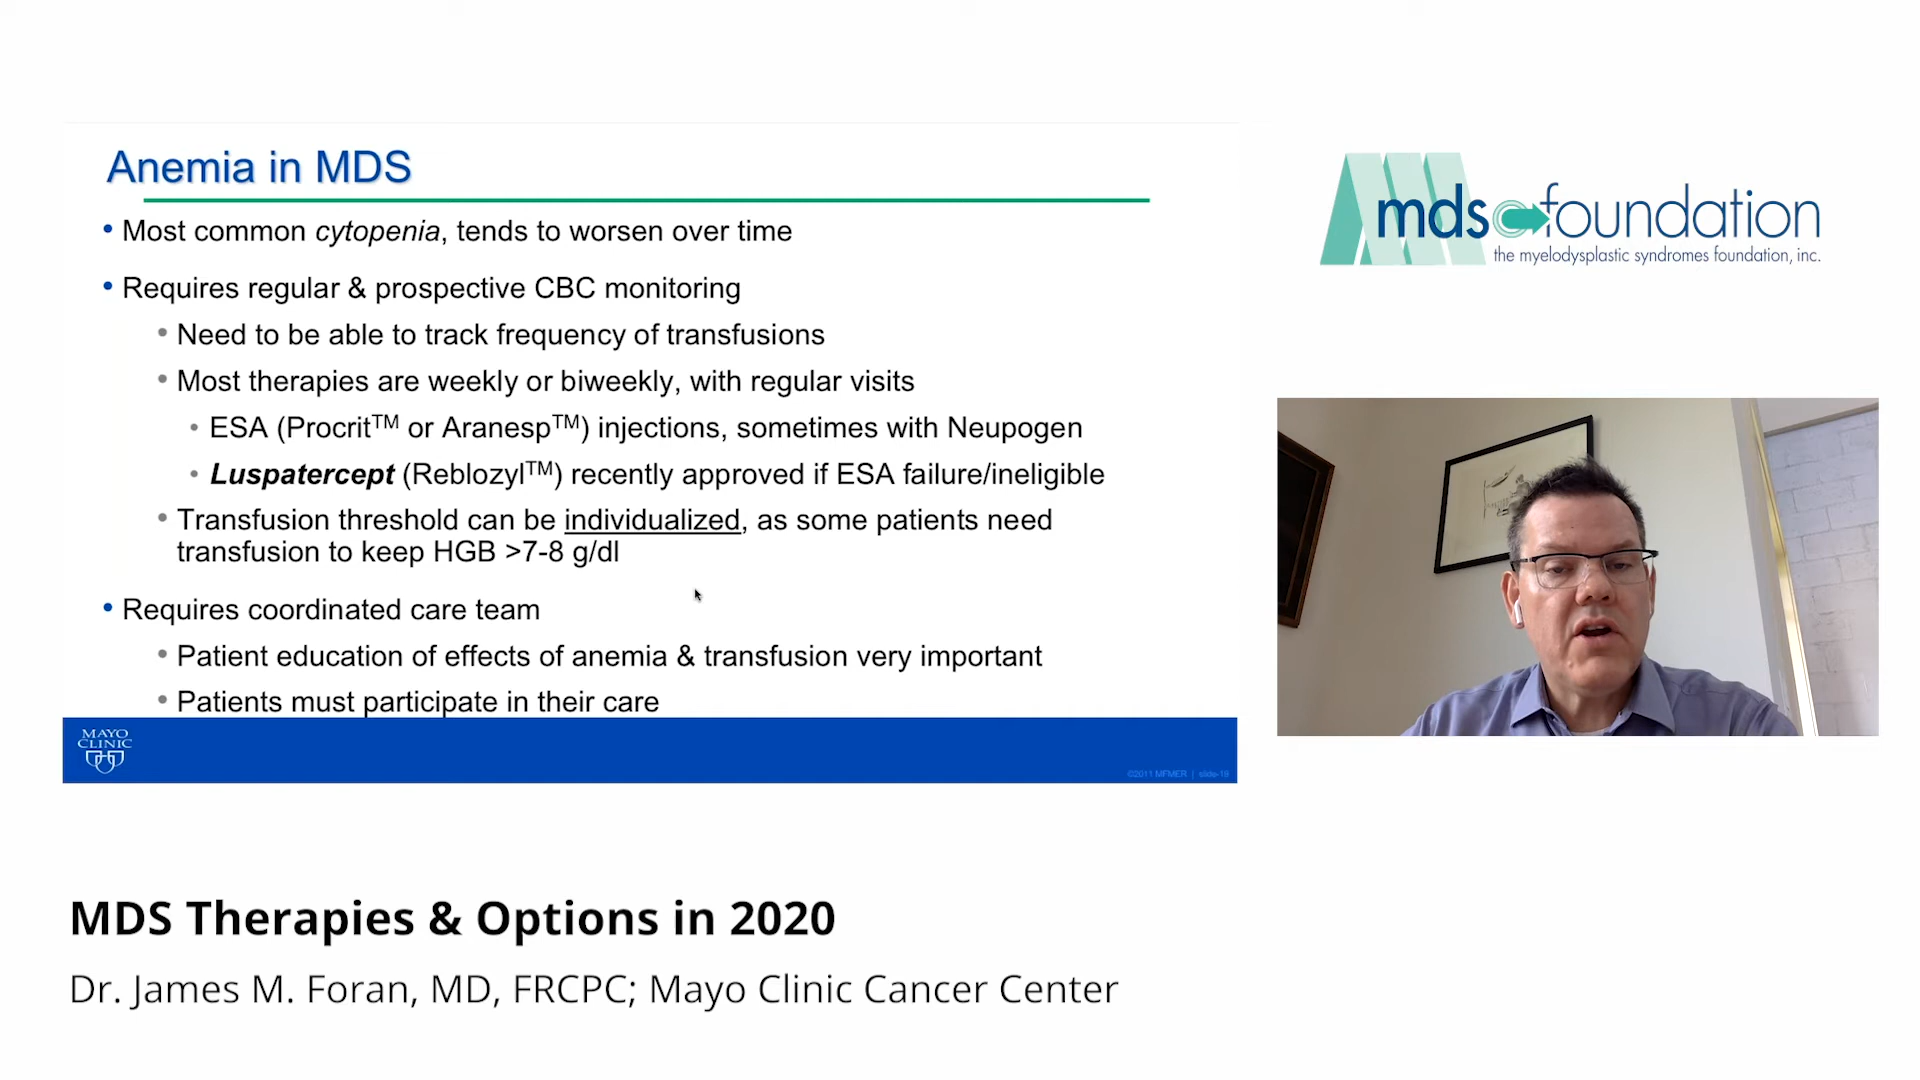 Anemia in MDS
• Most common cytopenia, tends to worsen over time
• Requires regular & prospective CBC monitoring
• Need to be able to track frequency of transfusions
• Most therapies are weekly or biweekly, with regular visits
• ESA (Procrit™ or Aranesp™) injections, sometimes with Neupogen
• Luspatercept (Reblozyl™) recently approved if ESA failure/ineligible
• Transfusion threshold can be individualized, as some patients need
transfusion to keep HGB >7-8 g/dl
• Requires coordinated care team
• Patient education of effects of anemia & transfusion very important
• Patients must participate in their care
MAYO
CLINIC
©2011 MFMER | slide-19
mds foundation
the myelodysplastic syndromes foundation, inc.
MDS Therapies & Options in 2020
Dr. James M. Foran, MD, FRCPC; Mayo Clinic Cancer Center